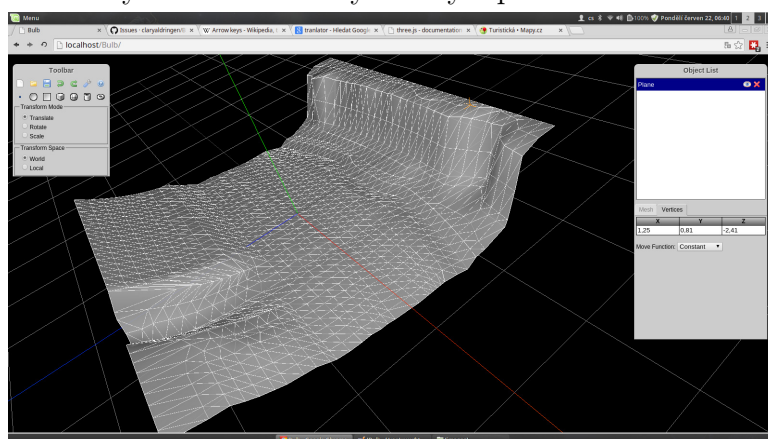 Menu
cs
100%
Pondělí červen 22, 06:40
1 2 3
Bulb
Issues · claryaldringen/B
Arrow keys - Wikipedia, t
tranlator - Hledat Googl
three.js - documentation
Turistická • Mapy.cz
localhost/Bulb/
Toolbar
Transform Mode
Translate
Rotate
Scale
Transform Space
World
Local
Object List
Plane
Mesh
Vertices
X Y Z
1,25 0,81 -2,41
Move Function: Constant